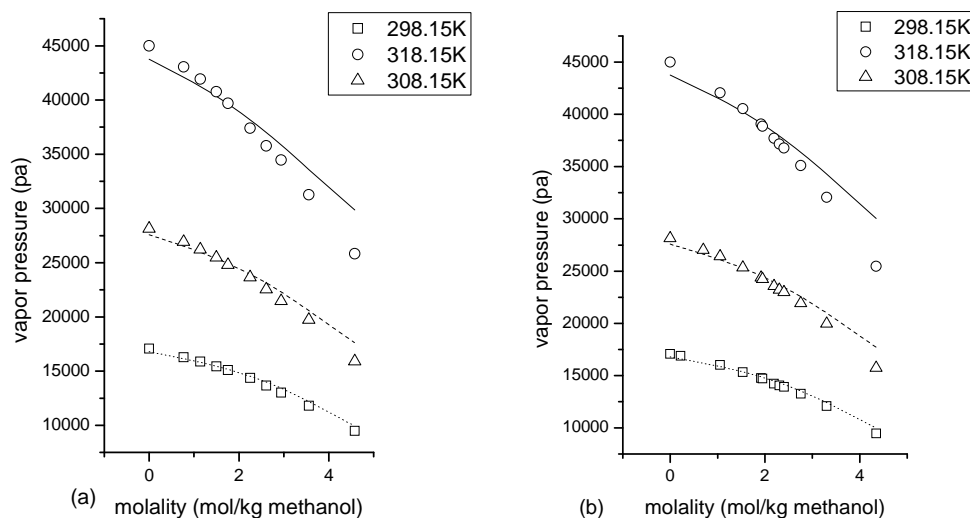 298.15K
318.15K
308.15K
45000
40000
35000
30000
25000
20000
15000
10000
vapor pressure (pa)
0
2
4
molality (mol/kg methanol)
(a)
298.15K
318.15K
308.15K
45000
40000
35000
30000
25000
20000
15000
10000
vapor pressure (pa)
0
2
4
molality (mol/kg methanol)
(b)